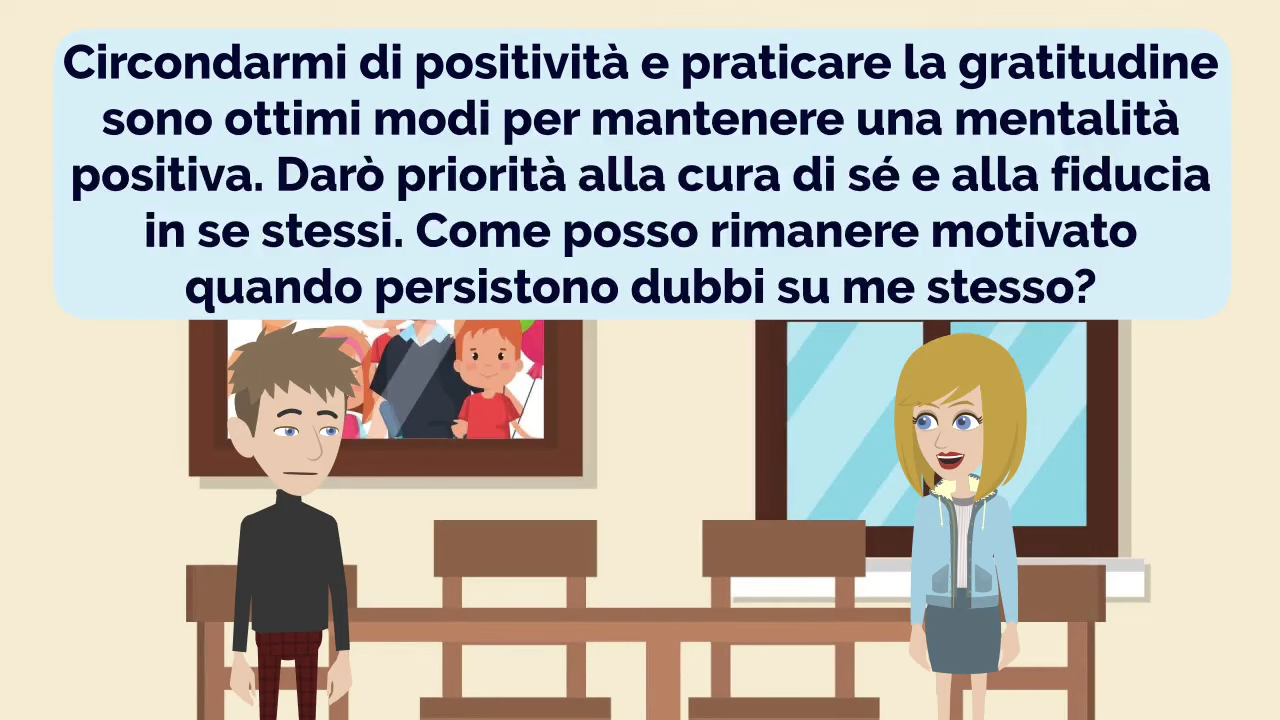 Circondarmi di positività e praticare la gratitudine
sono ottimi modi per mantenere una mentalità
positiva. Darò priorità alla cura di sé e alla fiducia
in se stessi. Come posso rimanere motivato
quando persistono dubbi su me stesso?